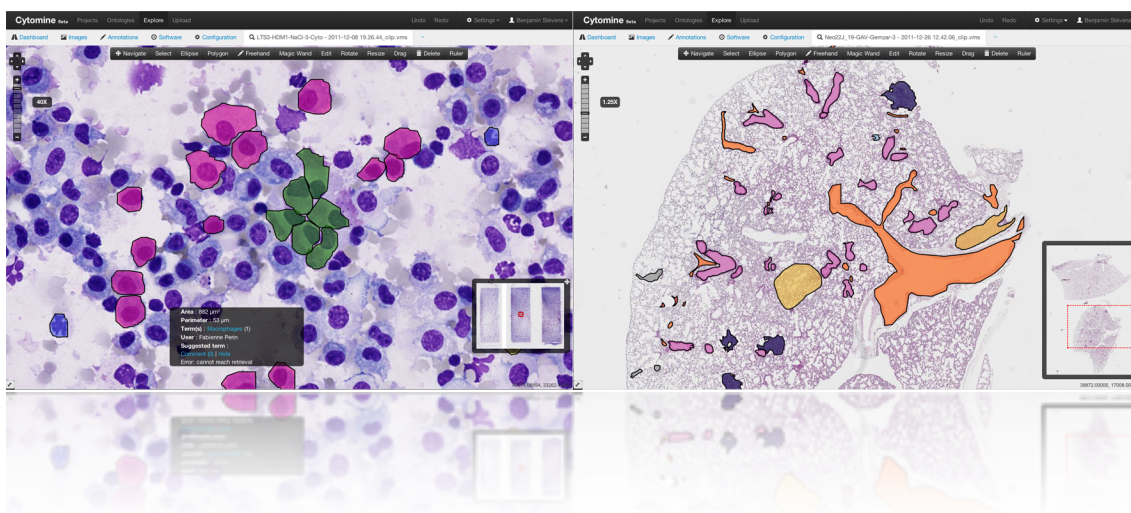 Cytomine Beta Projects Ontologies Explore Upload Undo Redo Settings Benjamin Stévens
Dashboard Images Annotations Software Configuration LTS3-HDM1-NaCl-3-Cyto - 2011-12-08 19.26.44_clip.vms
Navigate Select Ellipse Polygon Freehand Magic Wand Edit Rotate Resize Drag Delete Ruler
40X
Area : 882 µm²
Perimeter : 53 µm
Term(s) : Macrophages (1)
User : Fabienne Perin
Suggested term :
Comment (0) | Hide
Error: cannot reach retrieval
Cytomine Beta Projects Ontologies Explore Upload Undo Redo Settings Benjamin Stévens
Dashboard Images Annotations Software Configuration Neo22J_19-GAV-Gemzar-3 - 2011-12-26 12.42.06_clip.vms
Navigate Select Ellipse Polygon Freehand Magic Wand Edit Rotate Resize Drag Delete Ruler
1.25X